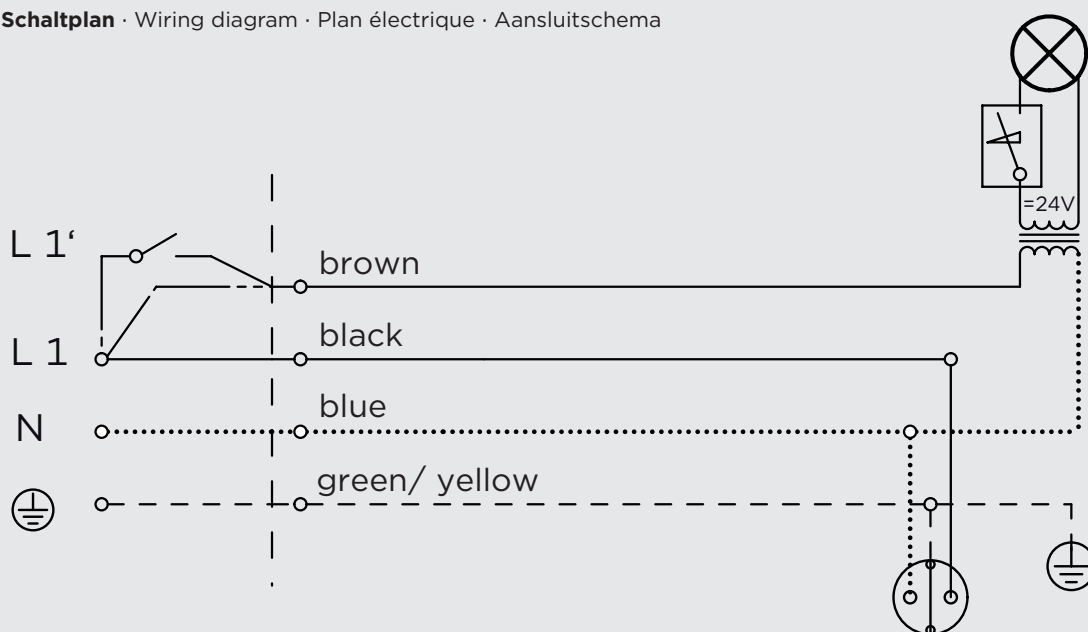 Schaltplan · Wiring diagram · Plan électrique · Aansluitschema
=24V
L 1‘
brown
L 1
black
N
blue
green/ yellow